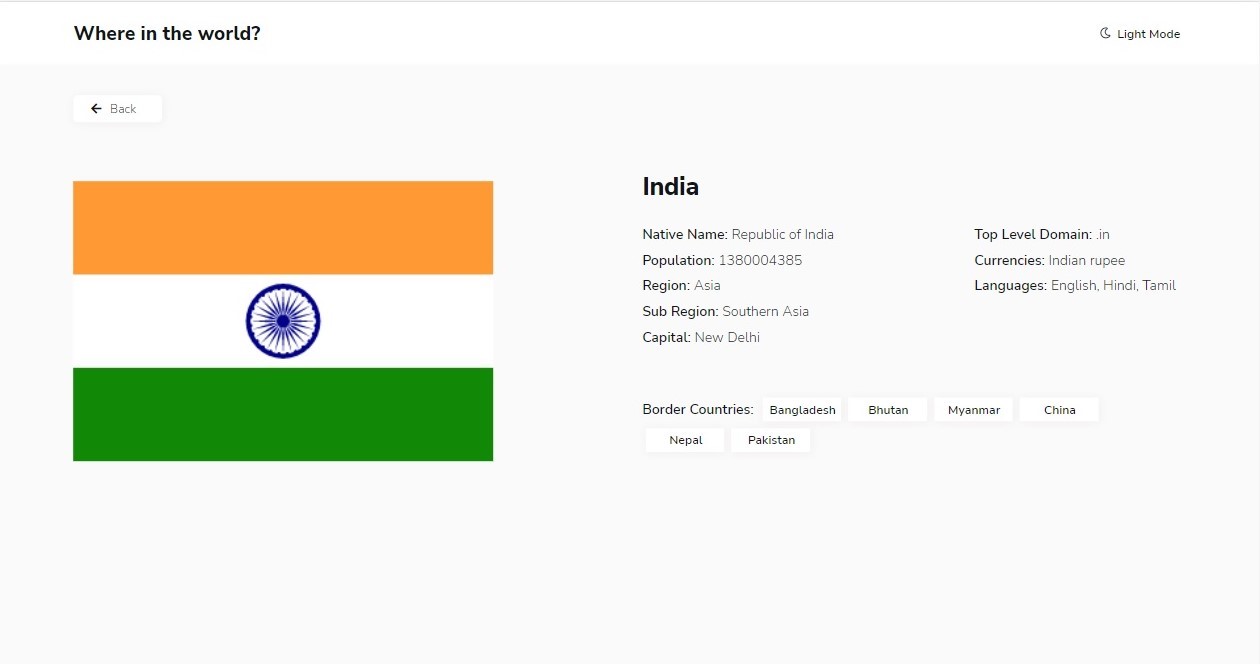 Where in the world?
Light Mode
Back
India
Native Name: Republic of India
Population: 1380004385
Region: Asia
Sub Region: Southern Asia
Capital: New Delhi
Top Level Domain: .in
Currencies: Indian rupee
Languages: English, Hindi, Tamil
Border Countries: Bangladesh Bhutan Myanmar China
Nepal Pakistan